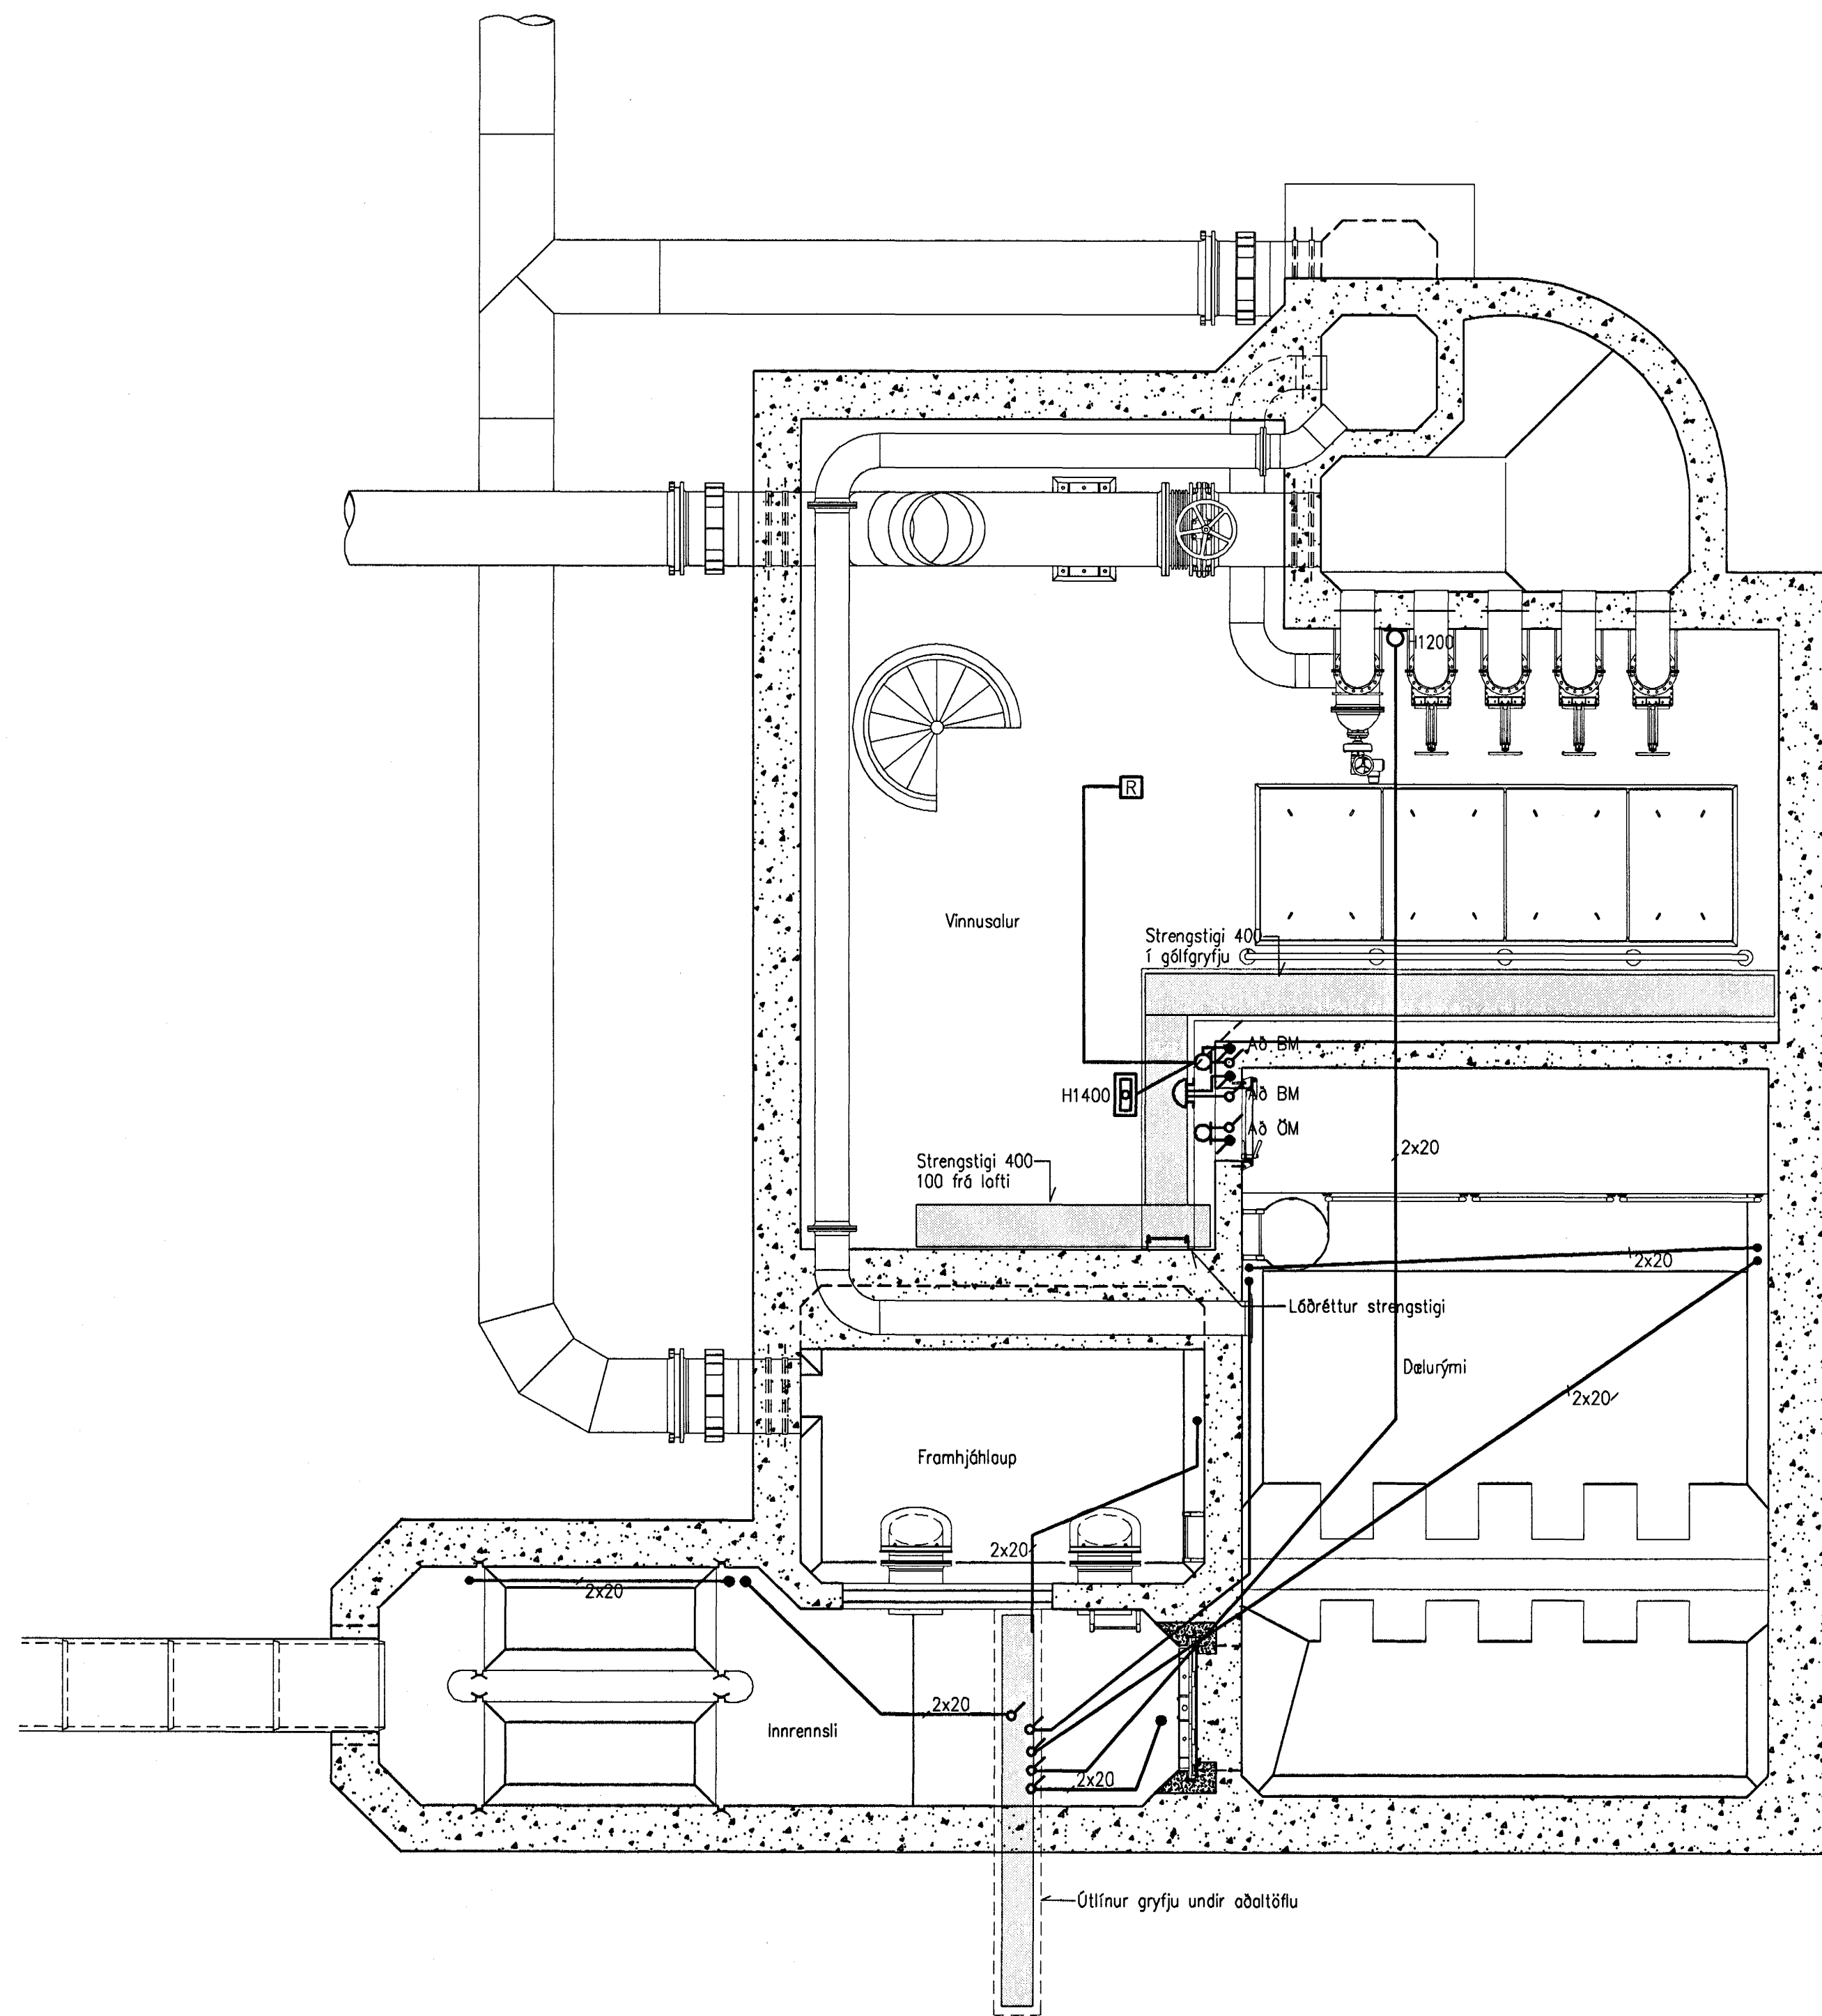 H1200
R
Vinnusalur
Strengstigi 400
í gólfgryfju
Að BM
H1400
Að BM
Að ÖM
2x20
Strengstigi 400
100 frá lofti
2x20
Lóðréttur strengstigi
Dælurými
2x20
Framhjáhlaup
2x20
2x20
2x20
Innrennsli
2x20
Útlínur gryfju undir aðaltöflu